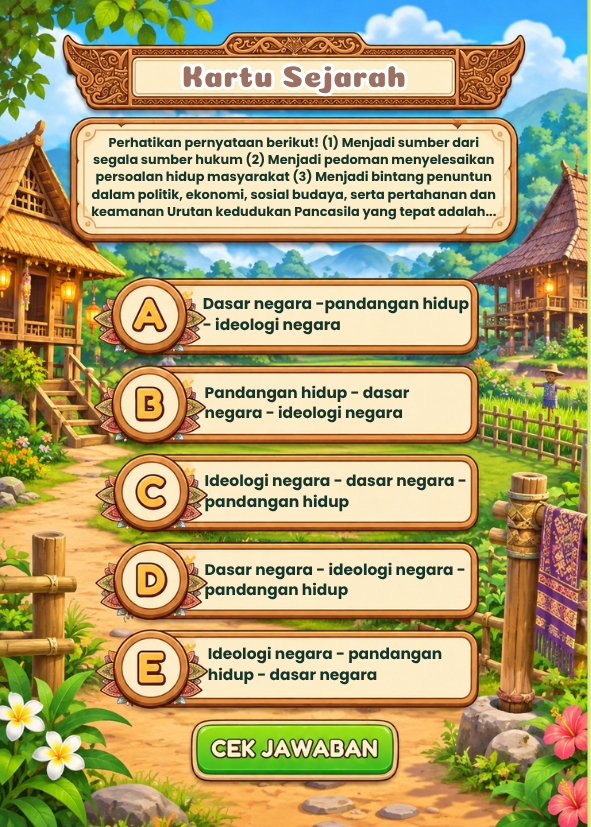 Kartu Sejarah
Perhatikan pernyataan berikut! (1) Menjadi sumber dari
segala sumber hukum (2) Menjadi pedoman menyelesaikan
persoalan hidup masyarakat (3) Menjadi bintang penuntun
dalam politik, ekonomi, sosial budaya, serta pertahanan dan
keamanan Urutan kedudukan Pancasila yang tepat adalah...
A
Dasar negara -pandangan hidup
- ideologi negara
B
Pandangan hidup - dasar
negara - ideologi negara
C
Ideologi negara - dasar negara -
pandangan hidup
D
Dasar negara - ideologi negara -
pandangan hidup
E
Ideologi negara - pandangan
hidup - dasar negara
CEK JAWABAN